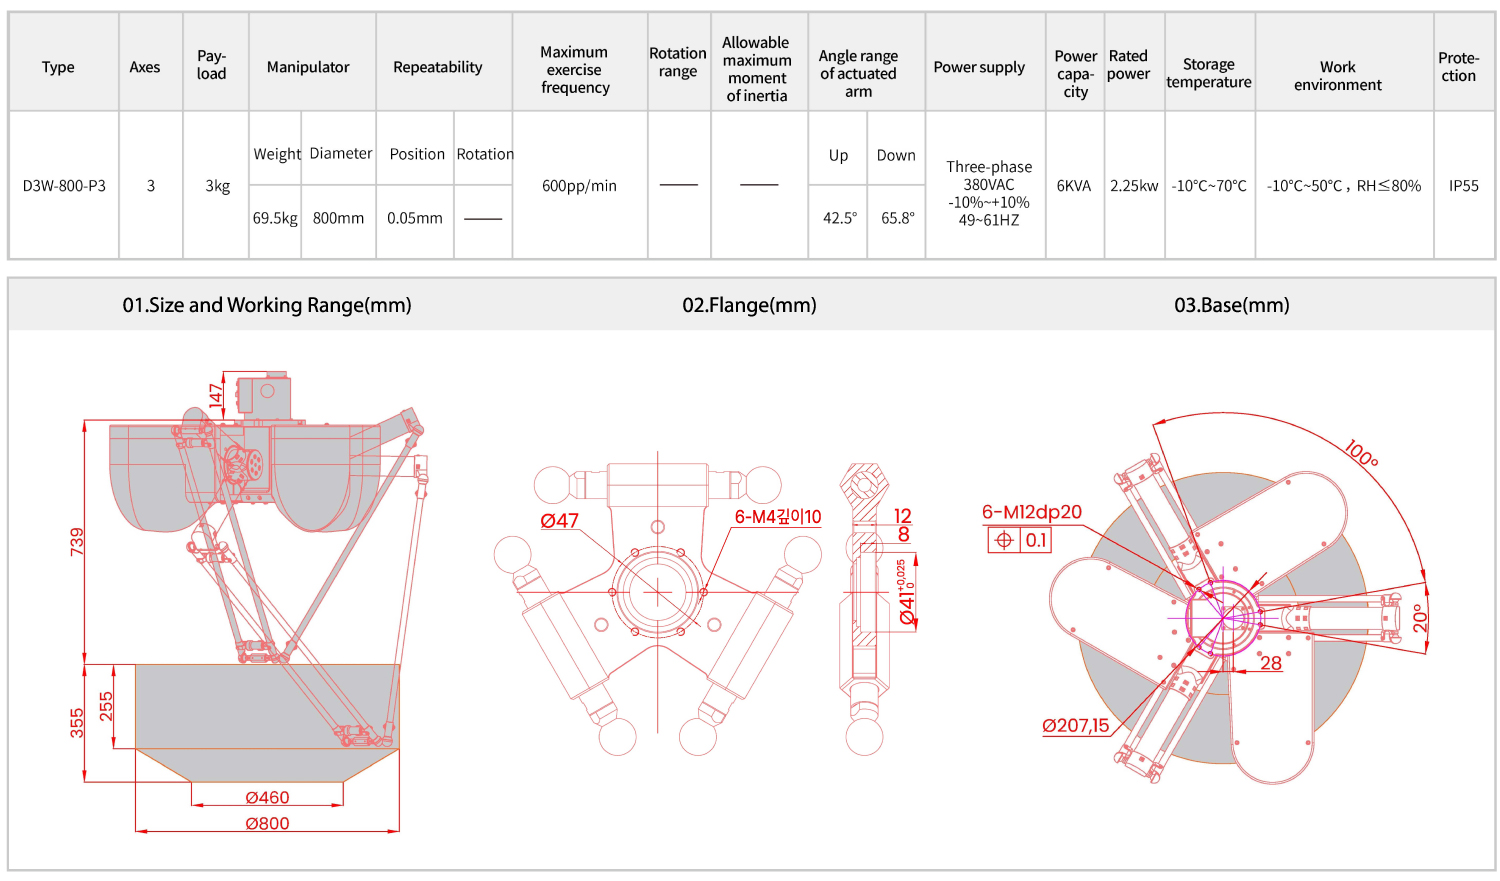 Type
Axes
Pay-
load
Manipulator
Repeatability
Maximum
exercise
frequency
Rotation
range
Allowable
maximum
moment
of inertia
Angle range
of actuated
arm
Power supply
Power
capa-
city
Rated
power
Storage
temperature
Work
environment
Prote-
ction
D3W-800-P3
3
3kg
Weight
Diameter
Position
Rotation
69.5kg
800mm
0.05mm
600pp/min
Up
Down
42.5°
65.8°
Three-phase
380VAC
-10%~+10%
49~61HZ
6KVA
2.25kw
-10°C~70°C
-10°C~50°C , RH≤80%
IP55
01.Size and Working Range(mm)
02.Flange(mm)
03.Base(mm)
147
739
355
255
Ø460
Ø800
Ø47
6-M4깊이10
12
8
Ø41 +0,025 0
100°
6-M12dp20
⌖ 0.1
20°
28
Ø207,15